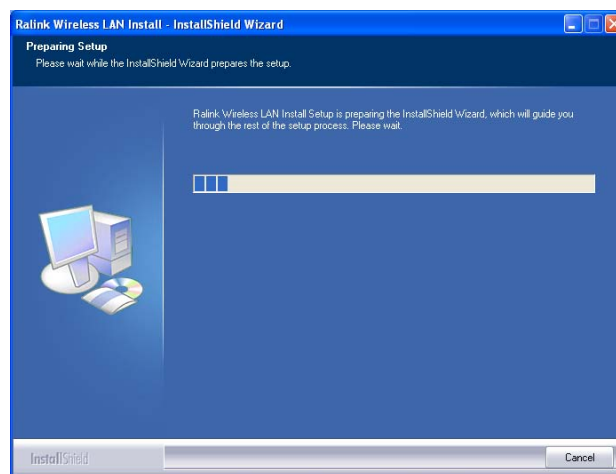 Ralink Wireless LAN Install - InstallShield Wizard
Preparing Setup
Please wait while the InstallShield Wizard prepares the setup.
Ralink Wireless LAN Install Setup is preparing the InstallShield Wizard, which will guide you
through the rest of the setup process. Please wait.
InstallShield
Cancel